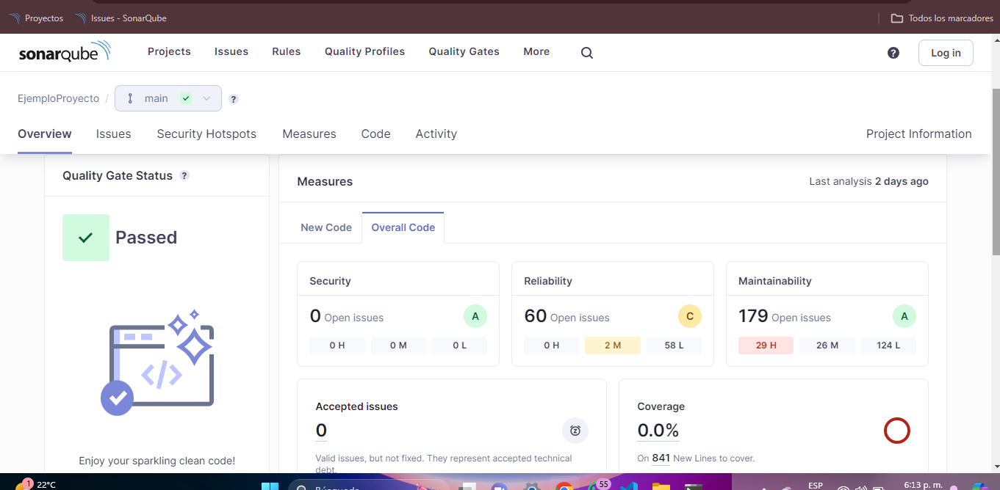 Proyectos Issues - SonarQube Todos los marcadores
sonarqube Projects Issues Rules Quality Profiles Quality Gates More ? Log in
EjemploProyecto / main ?
Overview Issues Security Hotspots Measures Code Activity Project Information
Quality Gate Status ?
Passed
Enjoy your sparkling clean code!
Measures Last analysis 2 days ago
New Code Overall Code
Security
0 Open issues A
0 H 0 M 0 L
Reliability
60 Open issues C
0 H 2 M 58 L
Maintainability
179 Open issues A
29 H 26 M 124 L
Accepted issues
0
Valid issues, but not fixed. They represent accepted technical
debt.
Coverage
0.0%
On 841 New Lines to cover.
1 22°C Búsqueda 55 ESP 6:13 p. m.